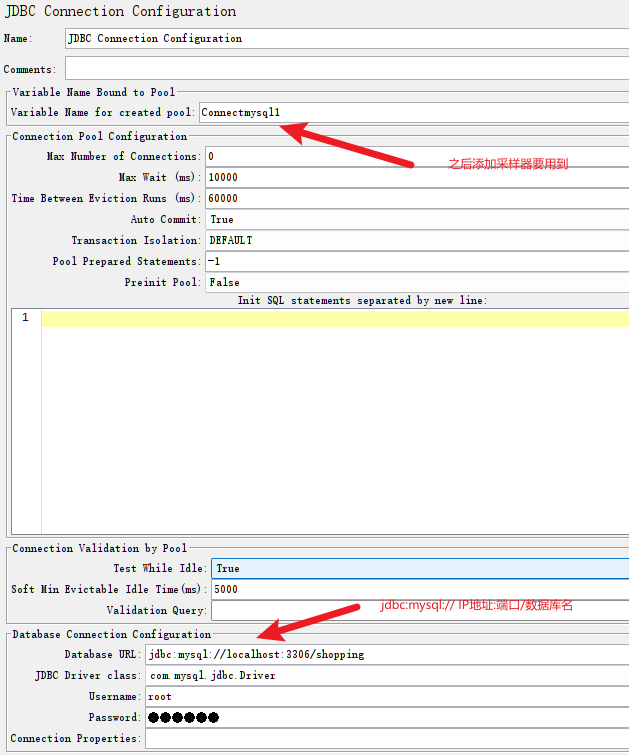 JDBC Connection Configuration
Name: JDBC Connection Configuration
Comments:
Variable Name Bound to Pool
Variable Name for created pool: Connectmysql1
Connection Pool Configuration
Max Number of Connections: 0
之后添加采样器要用到
Max Wait (ms): 10000
Time Between Eviction Runs (ms): 60000
Auto Commit: True
Transaction Isolation: DEFAULT
Pool Prepared Statements: -1
Preinit Pool: False
Init SQL statements separated by new line:
1
Connection Validation by Pool
Test While Idle: True
Soft Min Evictable Idle Time(ms): 5000
Validation Query:
jdbc:mysql:// IP地址:端口/数据库名
Database Connection Configuration
Database URL: jdbc:mysql://localhost:3306/shopping
JDBC Driver class: com.mysql.jdbc.Driver
Username: root
Password: ●●●●●●
Connection Properties: